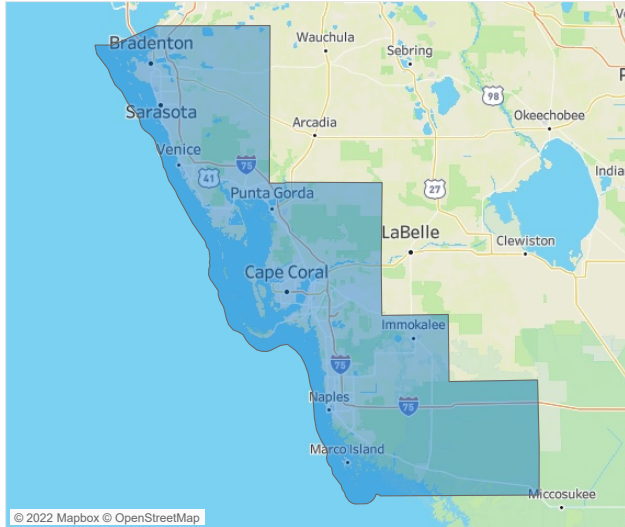 Wauchula
Bradenton
Sebring
98
Sarasota
Arcadia
Okeechobee
Venice
75
41
27
Punta Gorda
LaBelle
Clewiston
Cape Coral
Immokalee
75
Naples
75
Marco Island
Miccosukee
© 2022 Mapbox © OpenStreetMap